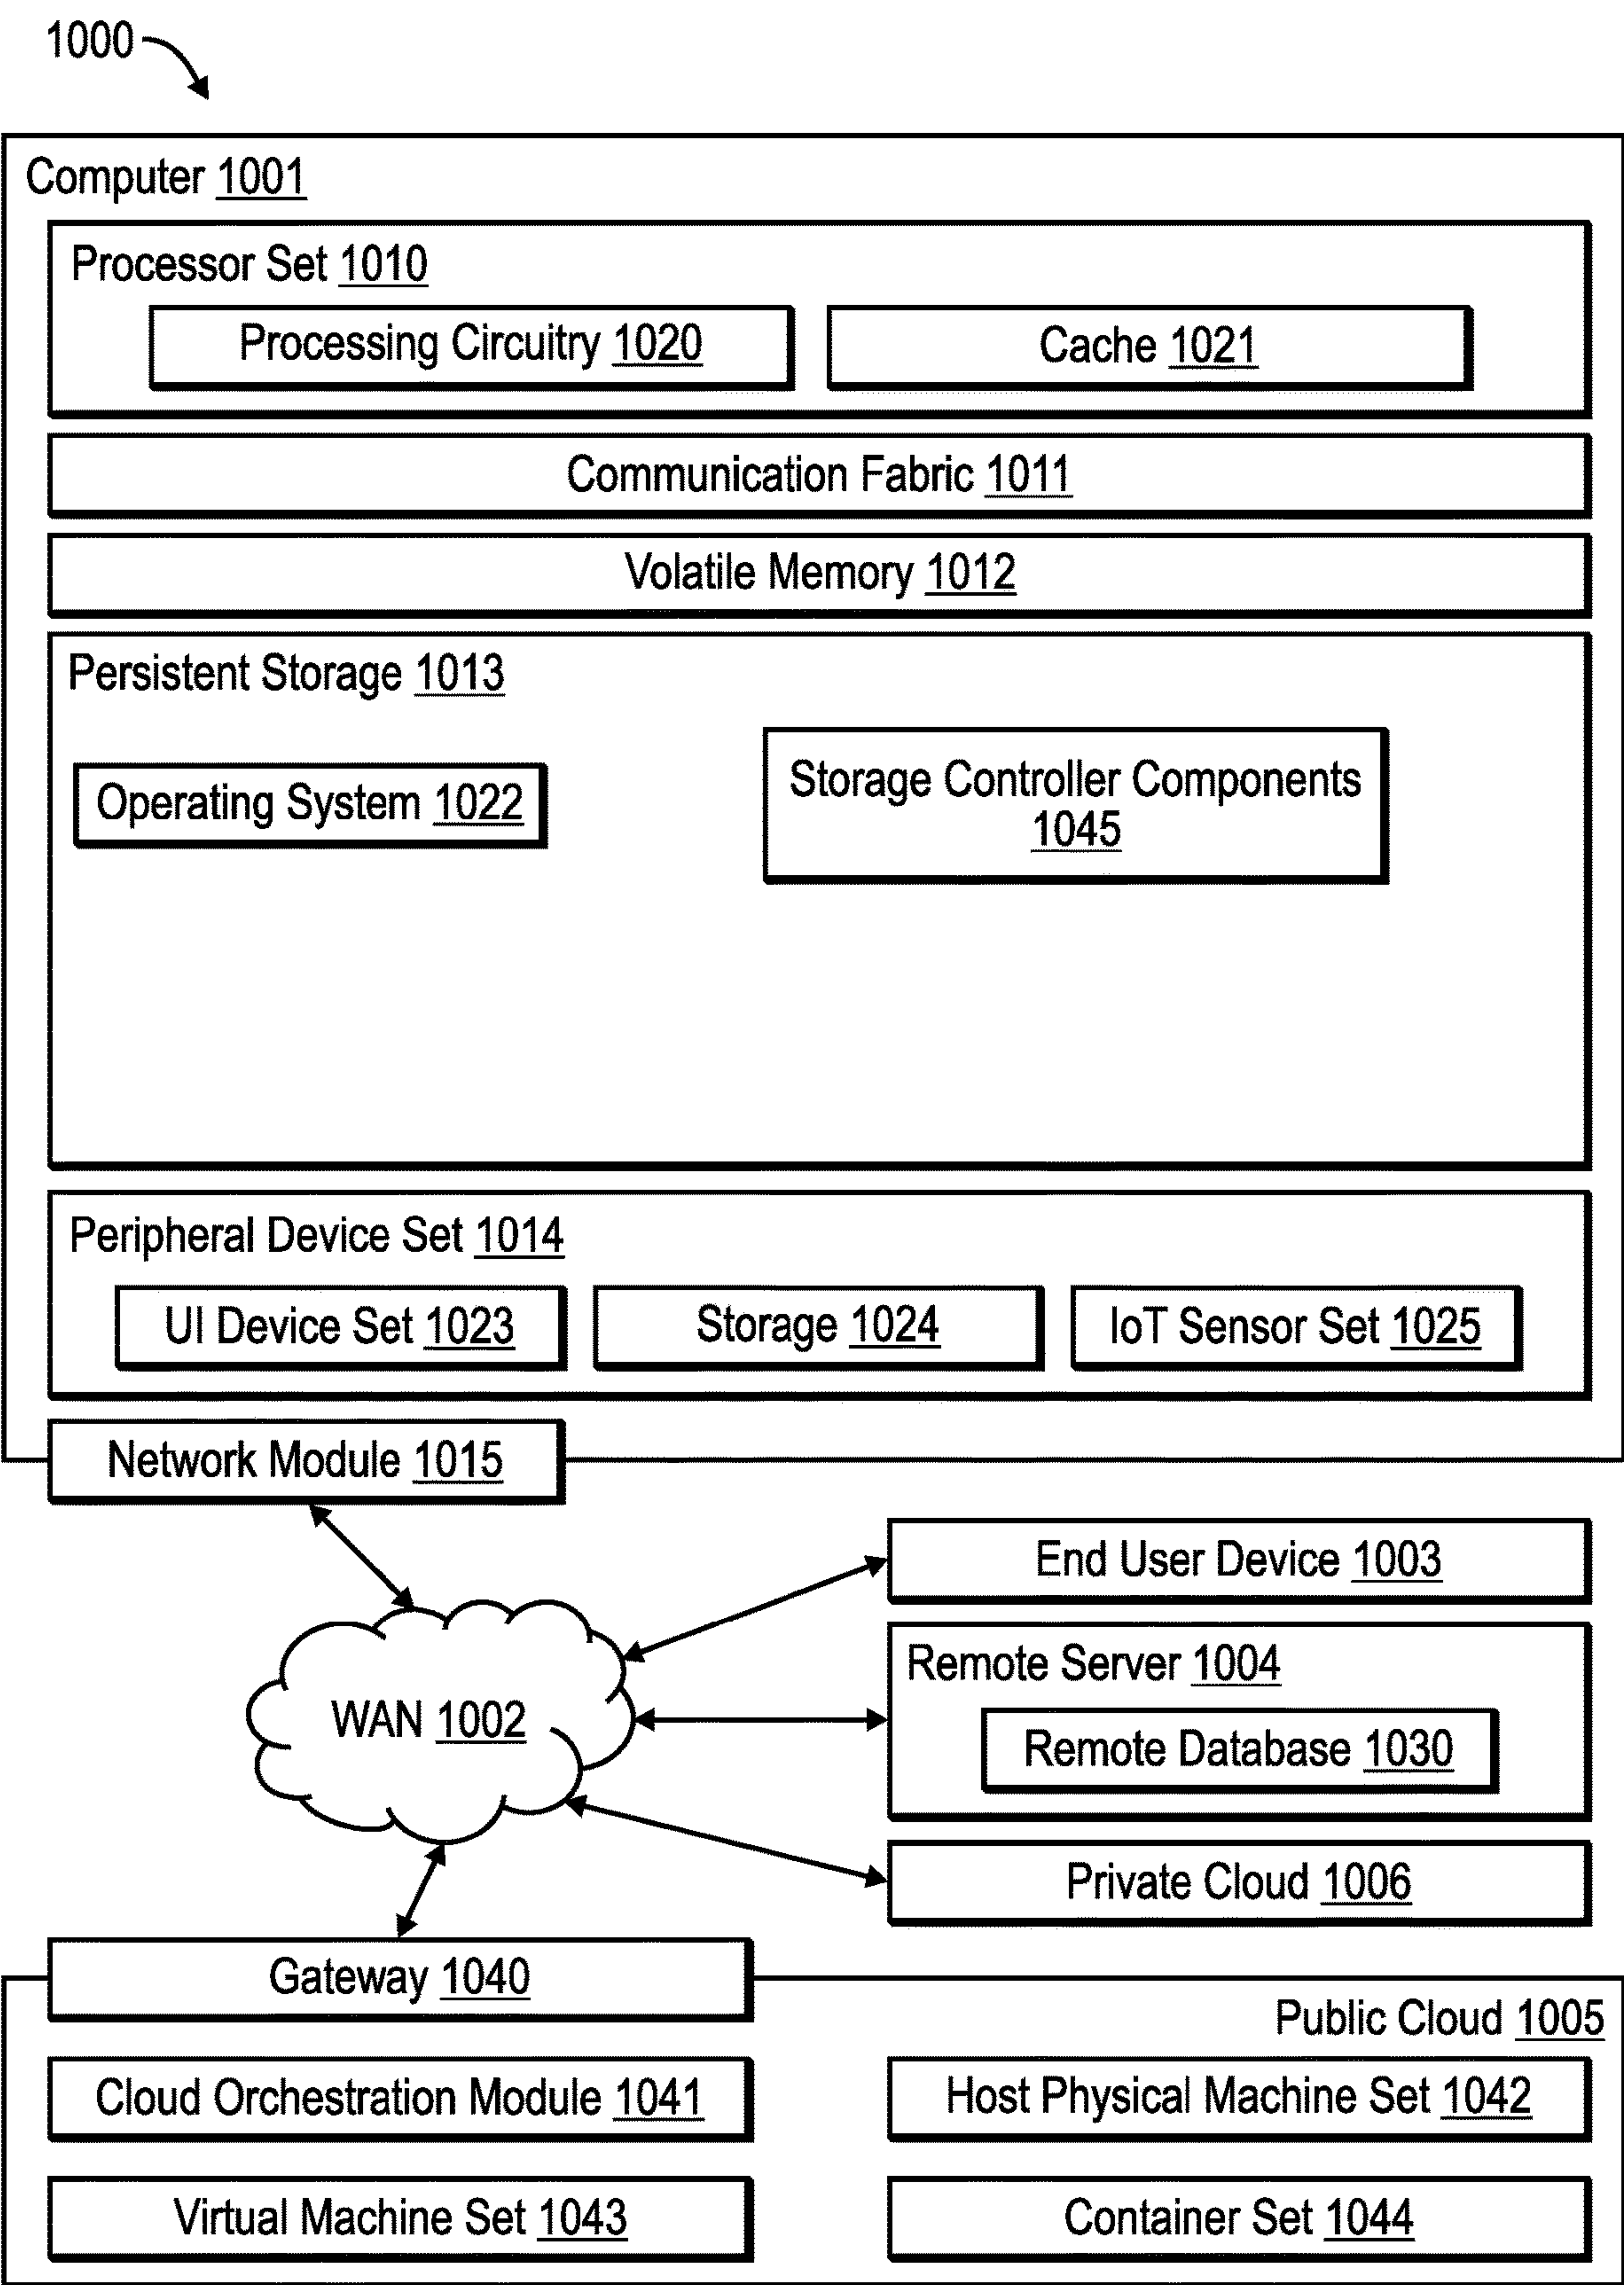 1000
Computer 1001
Processor Set 1010
Processing Circuitry 1020
Cache 1021
Communication Fabric 1011
Volatile Memory 1012
Persistent Storage 1013
Operating System 1022
Storage Controller Components
1045
Peripheral Device Set 1014
UI Device Set 1023
Storage 1024
IoT Sensor Set 1025
Network Module 1015
End User Device 1003
Remote Server 1004
WAN 1002
Remote Database 1030
Private Cloud 1006
Gateway 1040
Public Cloud 1005
Cloud Orchestration Module 1041
Host Physical Machine Set 1042
Virtual Machine Set 1043
Container Set 1044